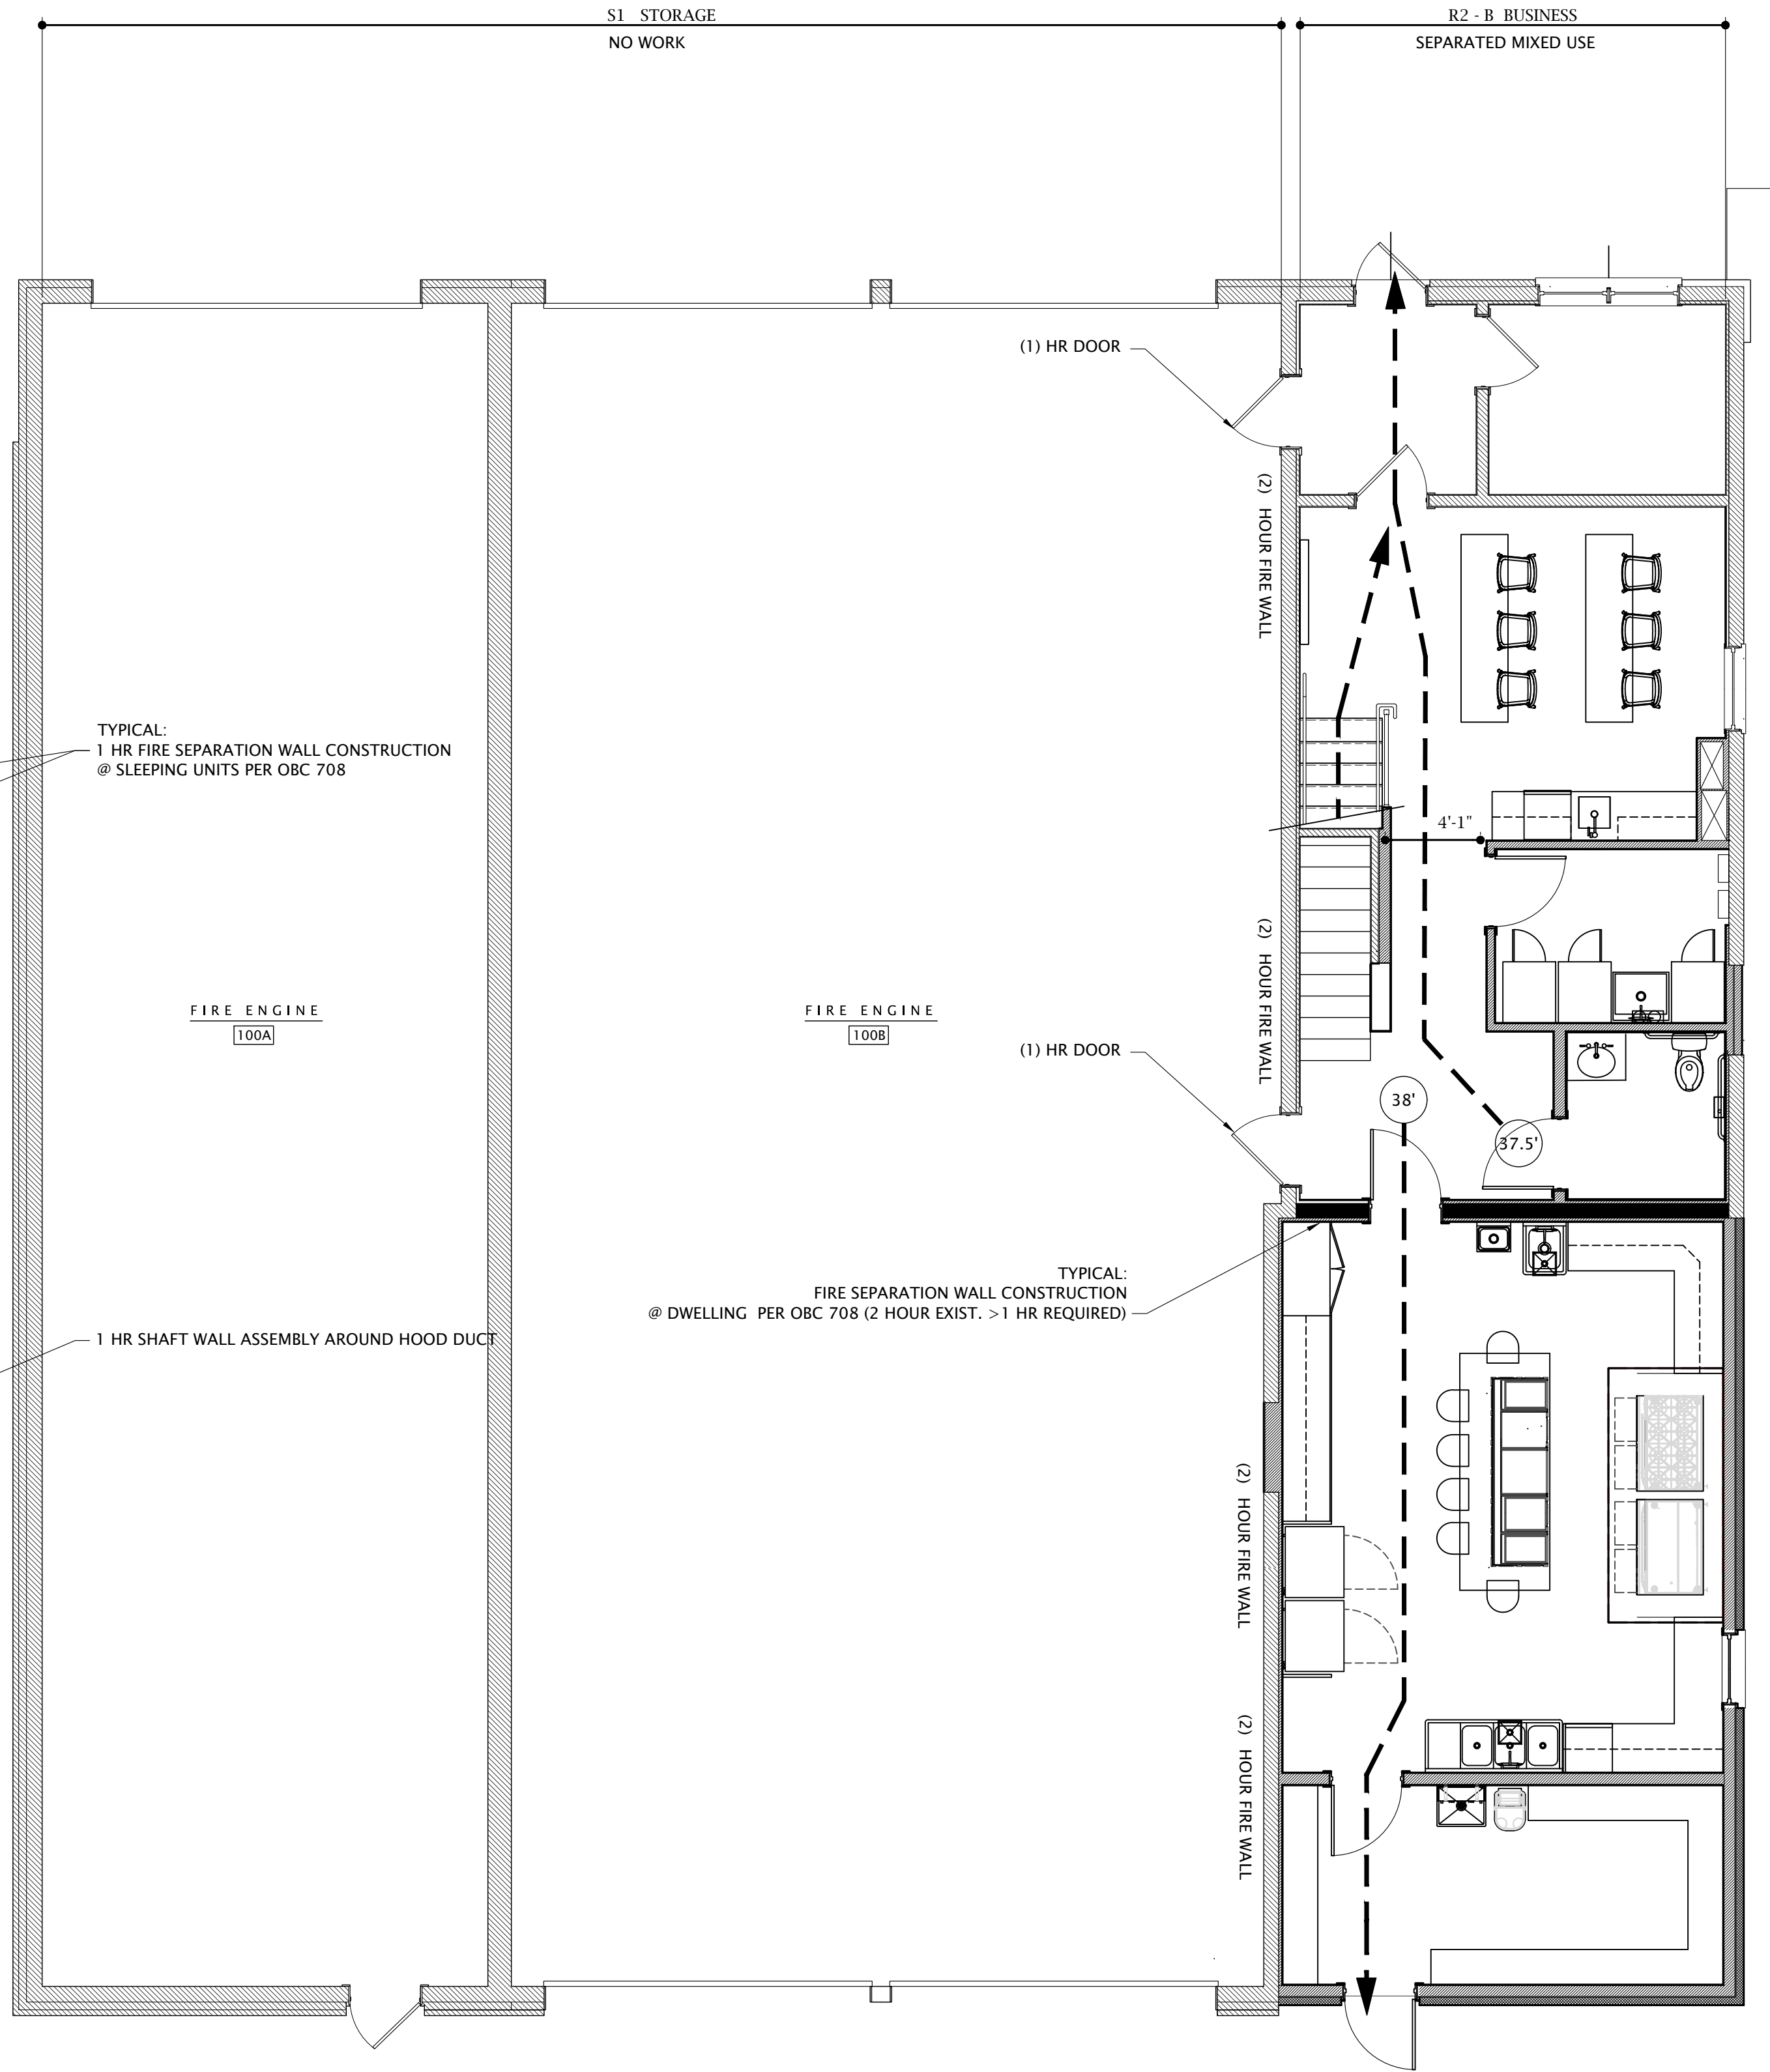 S1 STORAGE
NO WORK
R2 - B BUSINESS
SEPARATED MIXED USE
(1) HR DOOR
(2) HOUR FIRE WALL
TYPICAL:
1 HR FIRE SEPARATION WALL CONSTRUCTION
@ SLEEPING UNITS PER OBC 708
4'-1"
(2) HOUR FIRE WALL
FIRE ENGINE
100A
FIRE ENGINE
100B
(1) HR DOOR
38'
37.5'
TYPICAL:
FIRE SEPARATION WALL CONSTRUCTION
@ DWELLING PER OBC 708 (2 HOUR EXIST. >1 HR REQUIRED)
1 HR SHAFT WALL ASSEMBLY AROUND HOOD DUCT
(2) HOUR FIRE WALL
(2) HOUR FIRE WALL